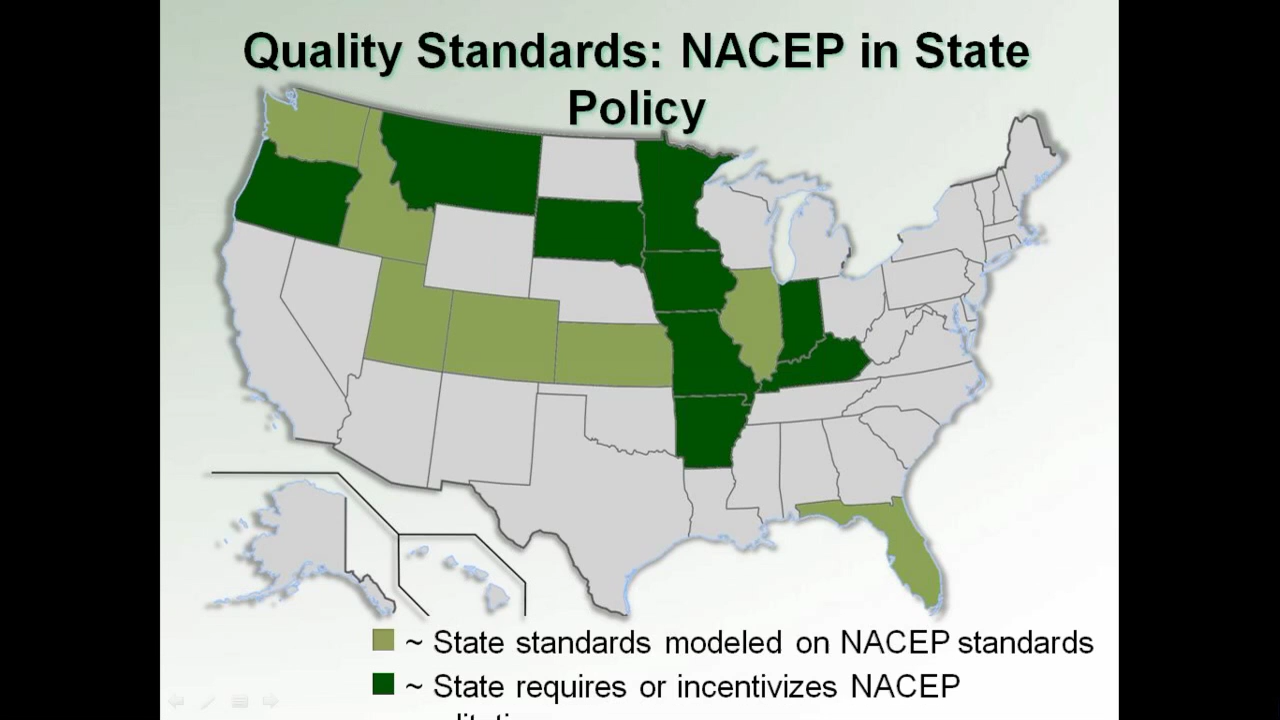 Quality Standards: NACEP in State
Policy
~ State standards modeled on NACEP standards
~ State requires or incentivizes NACEP